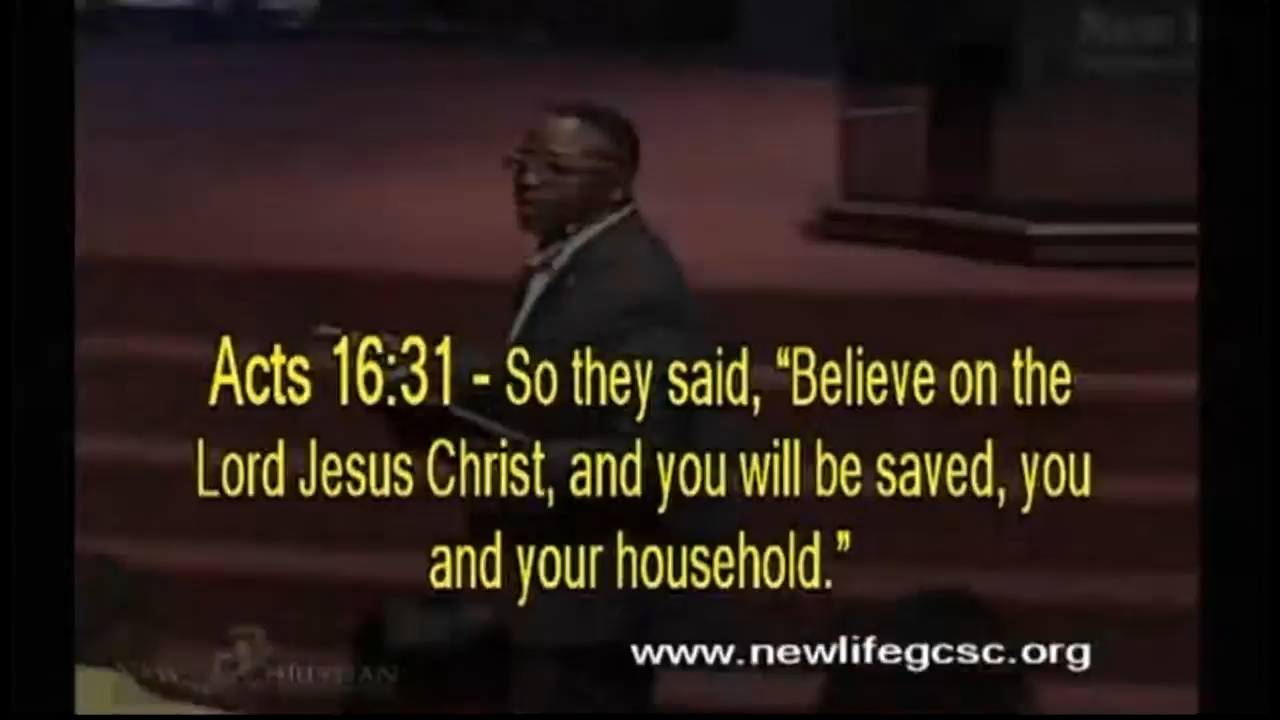 Acts 16:31 - So they said, “Believe on the
Lord Jesus Christ, and you will be saved, you
and your household.”
www.newlifegcsc.org